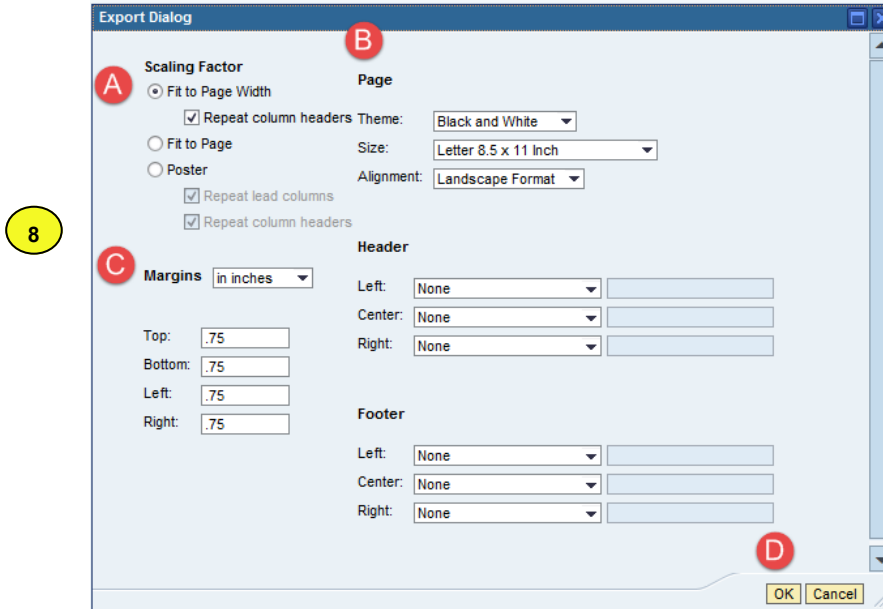 Export Dialog
B
A
Scaling Factor
Fit to Page Width
Repeat column headers
Fit to Page
Poster
Repeat lead columns
Repeat column headers
Page
Theme: Black and White
Size: Letter 8.5 x 11 Inch
Alignment: Landscape Format
8
C
Margins in inches
Top: .75
Bottom: .75
Left: .75
Right: .75
Header
Left: None
Center: None
Right: None
Footer
Left: None
Center: None
Right: None
D
OK Cancel